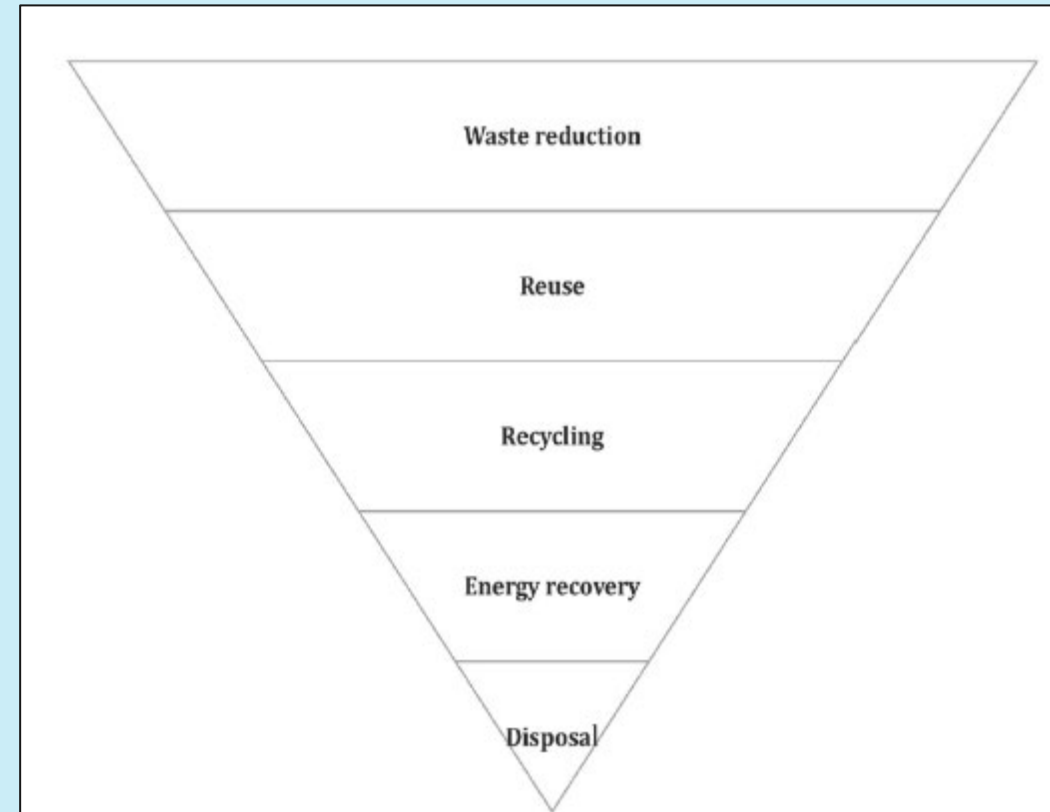 Waste reduction
Reuse
Recycling
Energy recovery
Disposal